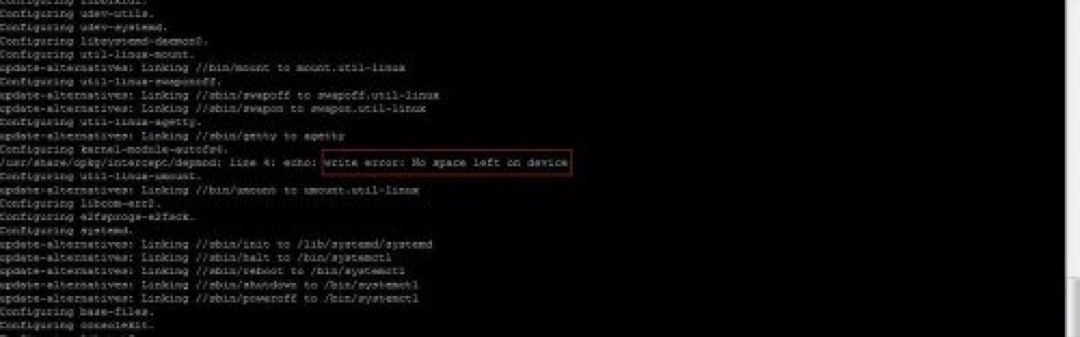 Configuring udev-utils.
Configuring udev-systemd.
Configuring libsystemd-daemon0.
Configuring util-linux-mount.
update-alternatives: Linking //bin/mount to mount.util-linux
Configuring util-linux-swaponoff.
update-alternatives: Linking //sbin/swapoff to swapoff.util-linux
update-alternatives: Linking //sbin/swapon to swapon.util-linux
Configuring util-linux-agetty.
update-alternatives: Linking //sbin/getty to agetty
Configuring kernel-module-autofs4.
/usr/share/opkg/intercept/depmod: line 4: echo: write error: No space left on device
Configuring util-linux-umount.
update-alternatives: Linking //bin/umount to umount.util-linux
Configuring libcom-err2.
Configuring e2fsprogs-e2fsck.
Configuring systemd.
update-alternatives: Linking //sbin/init to /lib/systemd/systemd
update-alternatives: Linking //sbin/halt to /bin/systemctl
update-alternatives: Linking //sbin/reboot to /bin/systemctl
update-alternatives: Linking //sbin/shutdown to /bin/systemctl
update-alternatives: Linking //sbin/poweroff to /bin/systemctl
Configuring base-files.
Configuring consolekit.